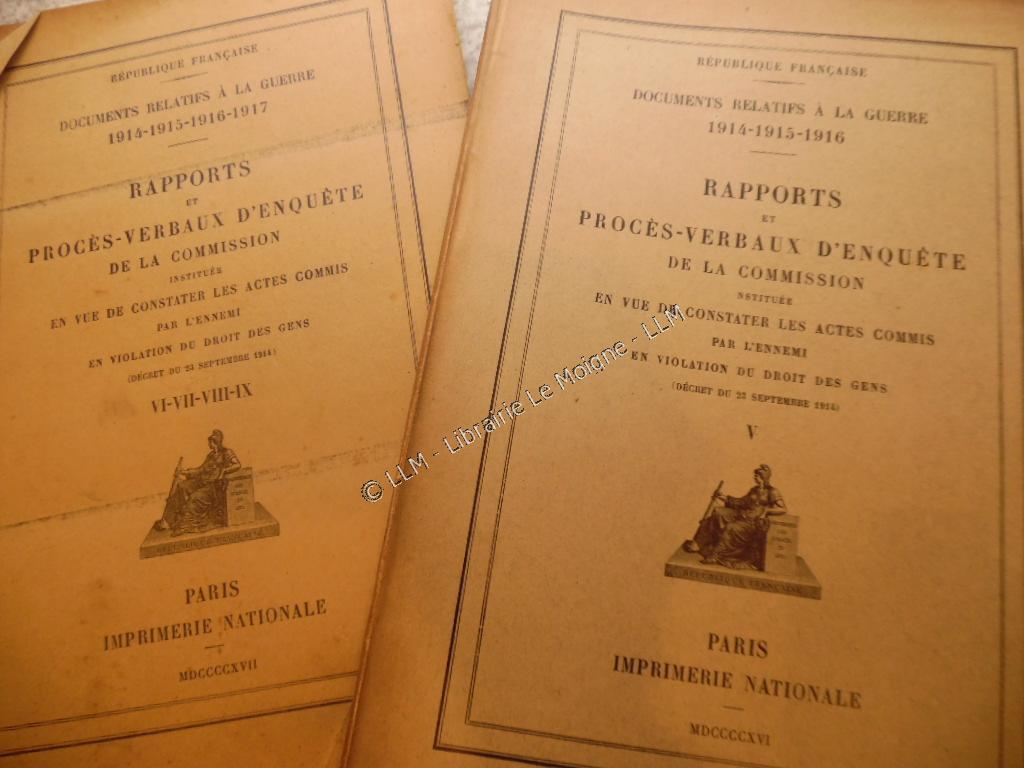 RÉPUBLIQUE FRANÇAISE
DOCUMENTS RELATIFS À LA GUERRE
1914-1915-1916-1917
RAPPORTS
ET
PROCÈS-VERBAUX D'ENQUÊTE
DE LA COMMISSION
INSTITUÉE
EN VUE DE CONSTATER LES ACTES COMMIS
PAR L'ENNEMI
EN VIOLATION DU DROIT DES GENS
(DÉCRET DU 23 SEPTEMBRE 1914)
VI-VII-VIII-IX
RÉPUBLIQUE FRANÇAISE
PARIS
IMPRIMERIE NATIONALE
MDCCCCXVII
RÉPUBLIQUE FRANÇAISE
DOCUMENTS RELATIFS À LA GUERRE
1914-1915-1916
RAPPORTS
ET
PROCÈS-VERBAUX D'ENQUÊTE
DE LA COMMISSION
NSTITUÉE
EN VUE DE CONSTATER LES ACTES COMMIS
PAR L'ENNEMI
EN VIOLATION DU DROIT DES GENS
(DÉCRET DU 23 SEPTEMBRE 1914)
V
RÉPUBLIQUE FRANÇAISE
PARIS
IMPRIMERIE NATIONALE
MDCCCCXVI
© LLM - Librairie Le Moigne - LLM